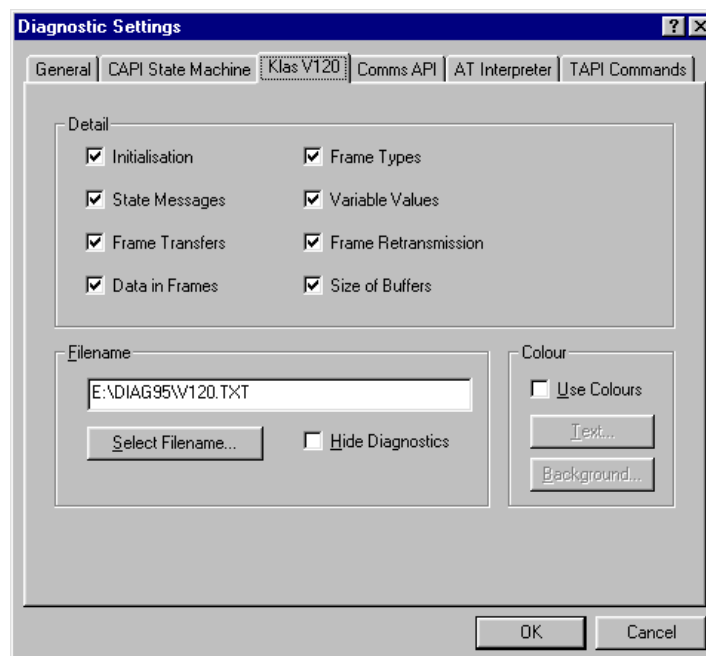 Diagnostic Settings
General CAPI State Machine Klas V120 Comms API AT Interpreter TAPI Commands
Detail
Initialisation Frame Types
State Messages Variable Values
Frame Transfers Frame Retransmission
Data in Frames Size of Buffers
Filename Colour
E:\DIAG95\V120.TXT Use Colours
Select Filename... Hide Diagnostics Text...
Background...
OK Cancel